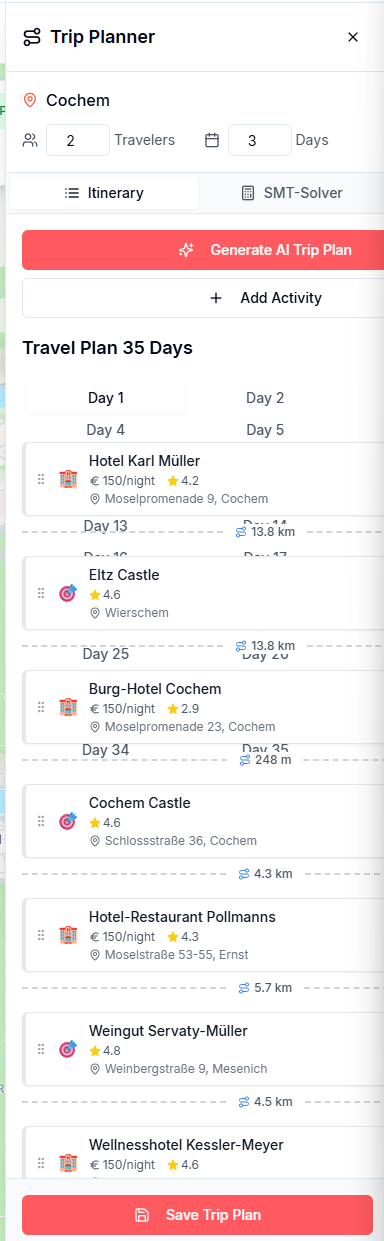 Trip Planner
Cochem
2 Travelers 3 Days
Itinerary SMT-Solver
Generate AI Trip Plan
Add Activity
Travel Plan 35 Days
Day 1 Day 2
Day 4 Day 5
Hotel Karl Müller
€ 150/night 4.2
Moselpromenade 9, Cochem
Day 13 Day 14
13.8 km
Day 16 Day 17
Eltz Castle
4.6
Wierschem
13.8 km
Day 25 Day 26
Burg-Hotel Cochem
€ 150/night 2.9
Moselpromenade 23, Cochem
Day 34 Day 35
248 m
Cochem Castle
4.6
Schlossstraße 36, Cochem
4.3 km
Hotel-Restaurant Pollmanns
€ 150/night 4.3
Moselstraße 53-55, Ernst
5.7 km
Weingut Servaty-Müller
4.8
Weinbergstraße 9, Mesenich
4.5 km
Wellnesshotel Kessler-Meyer
€ 150/night 4.6
Save Trip Plan